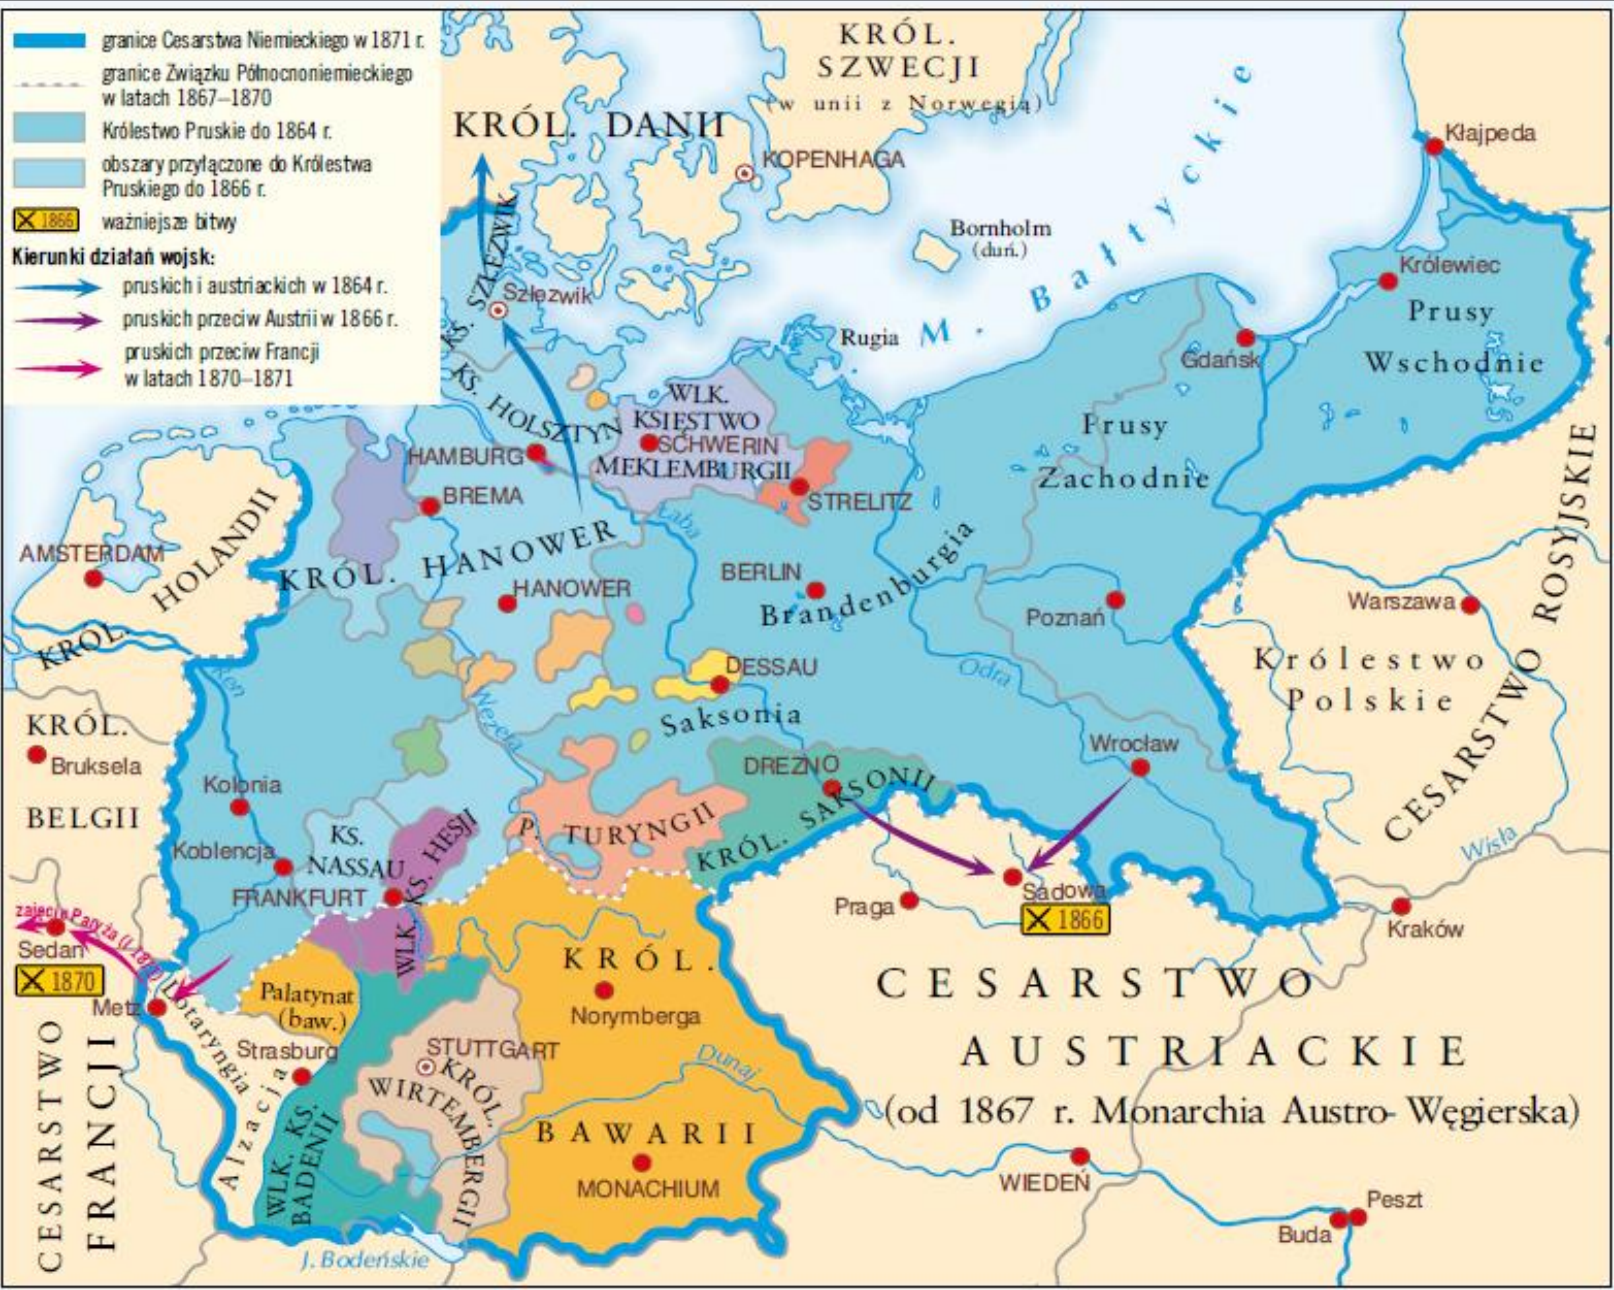 granice Cesarstwa Niemieckiego w 1871 r.
granice Związku Północnoniemieckiego
w latach 1867–1870
Królestwo Pruskie do 1864 r.
obszary przyłączone do Królestwa
Pruskiego do 1866 r.
1866
ważniejsze bitwy
Kierunki działań wojsk:
pruskich i austriackich w 1864 r.
pruskich przeciw Austrii w 1866 r.
pruskich przeciw Francji
w latach 1870–1871
KRÓL.
SZWECJI
(w unii z Norwegią)
KRÓL. DANII
KOPENHAGA
Bornholm
(duń.)
M. Bałtyckie
Kłajpeda
Królewiec
Prusy
Wschodnie
Gdańsk
KS. SZLEZWIK
Szlezwik
Rugia
KS. HOLSZTYN
WLK.
KSIĘSTWO
SCHWERIN
MEKLEMBURGII
STRELITZ
HAMBURG
BREMA
Prusy
Zachodnie
AMSTERDAM
KRÓL. HOLANDII
KRÓL. HANOWER
HANOWER
Łaba
BERLIN
Brandenburgia
Poznań
Odra
Warszawa
Królestwo
Polskie
CESARSTWO ROSYJSKIE
Ren
Wezera
DESSAU
Saksonia
KRÓL.
Bruksela
BELGII
Kolonia
Koblencja
KS.
NASSAU
FRANKFURT
WLK. KS. HESJI
P. TURYNGII
DREZNO
KRÓL. SAKSONII
Wrocław
Wisła
Kraków
Praga
Sadowa
1866
zajęcie Paryża (I 1871)
Sedan
1870
Metz
Lotaryngia
Palatynat
(baw.)
Strasburg
Alzacja
CESARSTWO
FRANCJI
WLK. KS.
BADENII
STUTTGART
KRÓL.
WIRTEMBERGII
KRÓL.
Norymberga
Dunaj
BAWARII
MONACHIUM
J. Bodeńskie
CESARSTWO
AUSTRIACKIE
(od 1867 r. Monarchia Austro-Węgierska)
WIEDEŃ
Peszt
Buda